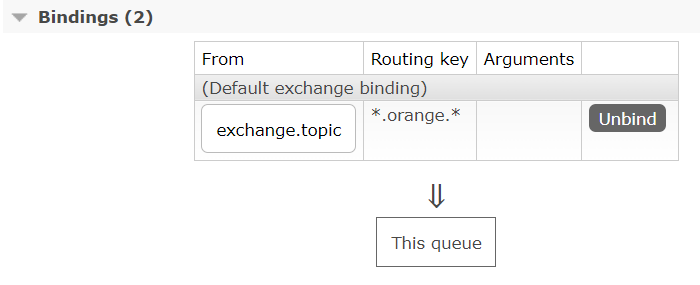 Bindings (2)
From Routing key Arguments
(Default exchange binding)
exchange.topic *.orange.* Unbind
⇓
This queue